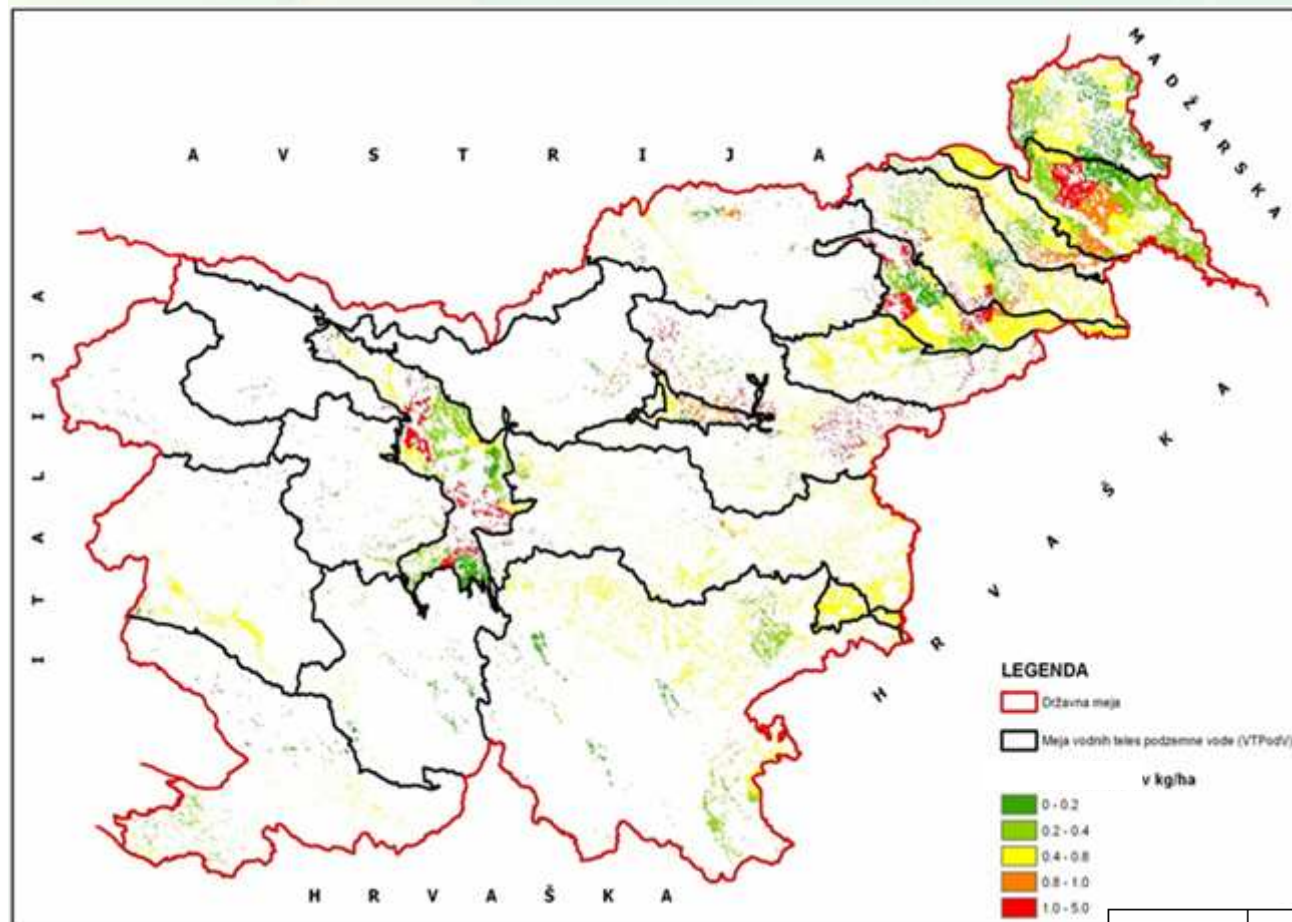 MADŽARSKA
AVSTRIJA
ITALIJA
HRVAŠKA
HRVAŠKA
LEGENDA
Državna meja
Meja vodnih teles podzemne vode (VTPodV)
v kg/ha
0 - 0.2
0.2 - 0.4
0.4 - 0.8
0.8 - 1.0
1.0 - 5.0